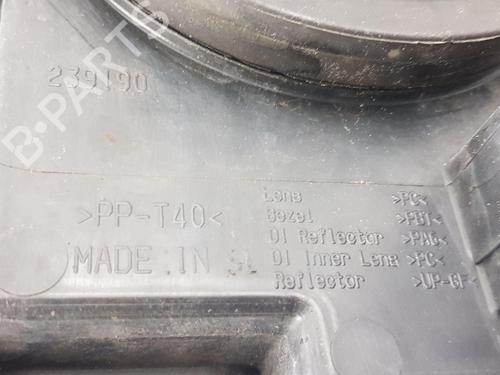 239190
B-PARTS
>PP-T40<
MADE IN
Lens >PC<
Bezel >PBT<
DI Reflector >PAG<
DI Inner Lens >PC<
Reflector >UP-GF<